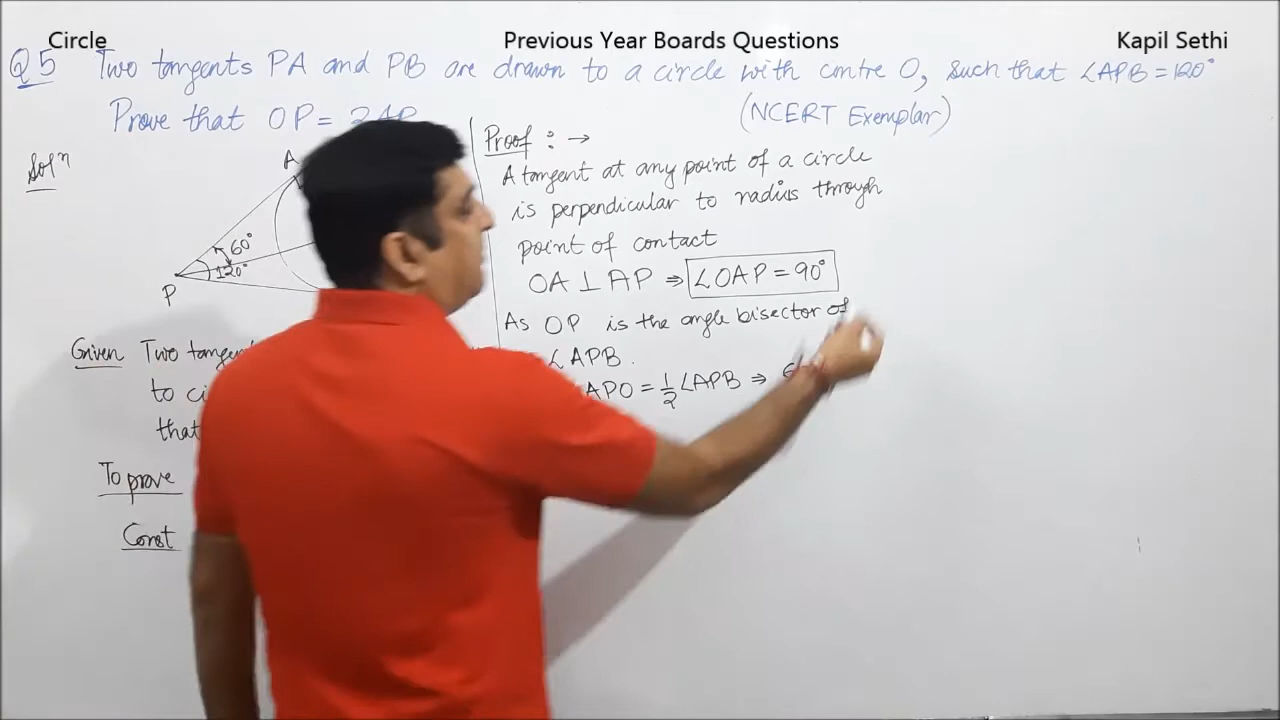 Circle
Previous Year Boards Questions
Kapil Sethi
Q5 Two tangents PA and PB are drawn to a circle with centre O, such that ∠APB = 120°
Prove that OP = 2AP
(NCERT Exemplar)
Solⁿ
A
60°
120°
P
Given Two tangen
to ci
that
To prove
Const
Proof :→
A tangent at any point of a circle
is perpendicular to radius through
point of contact
OA ⊥ AP ⇒ ∠OAP = 90°
As OP is the angle bisector of
∠APB.
APO = 1/2 ∠APB ⇒